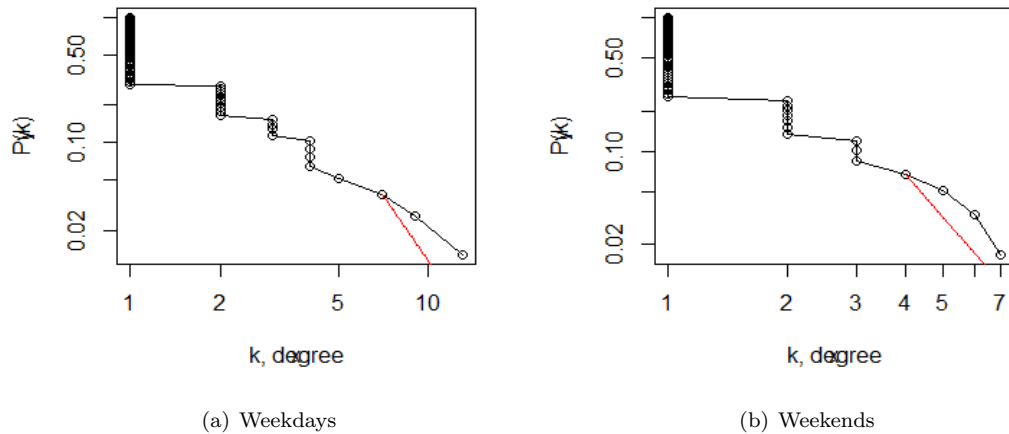 0.50
0.10
0.02
P(k)
1 2 5 10
k, degree
(a) Weekdays
0.50
0.10
0.02
P(k)
1 2 3 4 5 7
k, degree
(b) Weekends